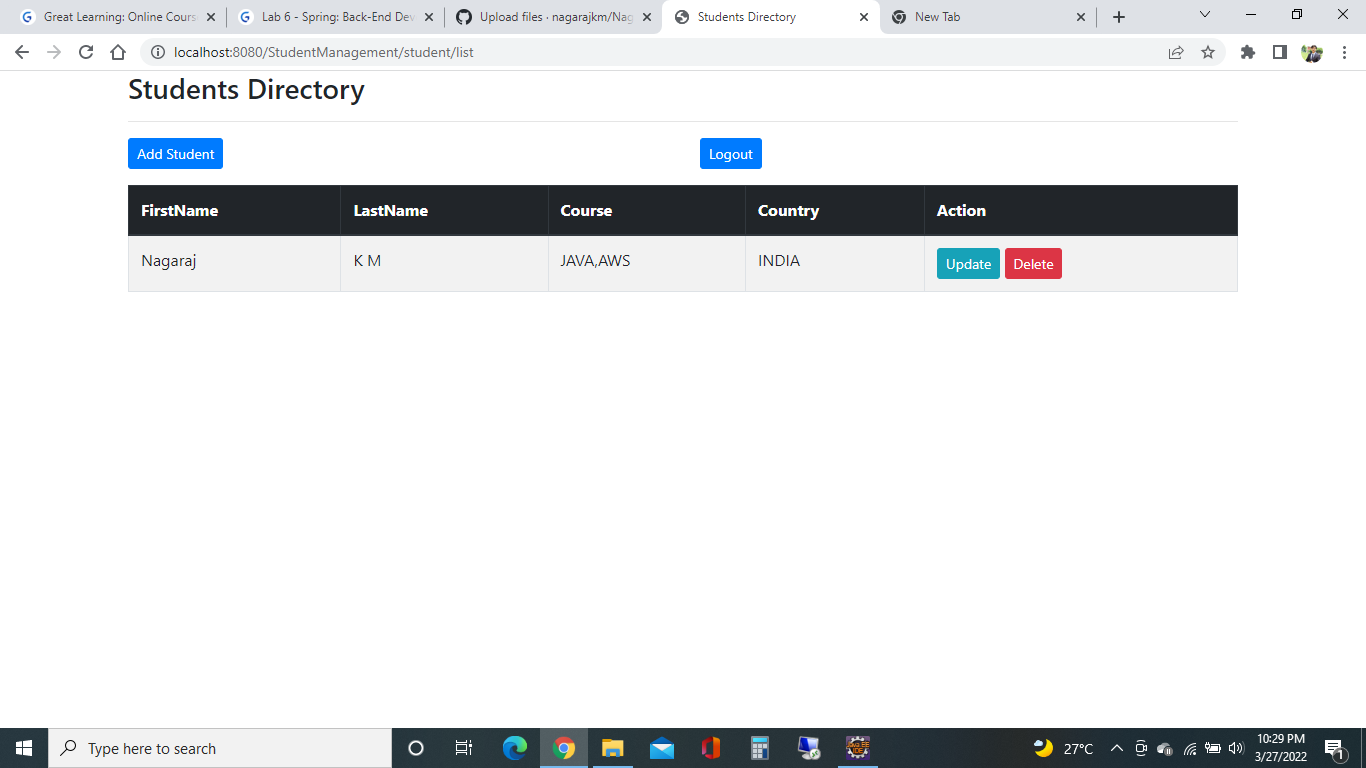 Great Learning: Online Cours
Lab 6 - Spring: Back-End Dev
Upload files · nagarajkm/Nag
Students Directory
New Tab
localhost:8080/StudentManagement/student/list
Students Directory
Add Student
Logout
FirstName LastName Course Country Action
Nagaraj K M JAVA,AWS INDIA Update Delete
Type here to search
27°C
10:29 PM
3/27/2022
1